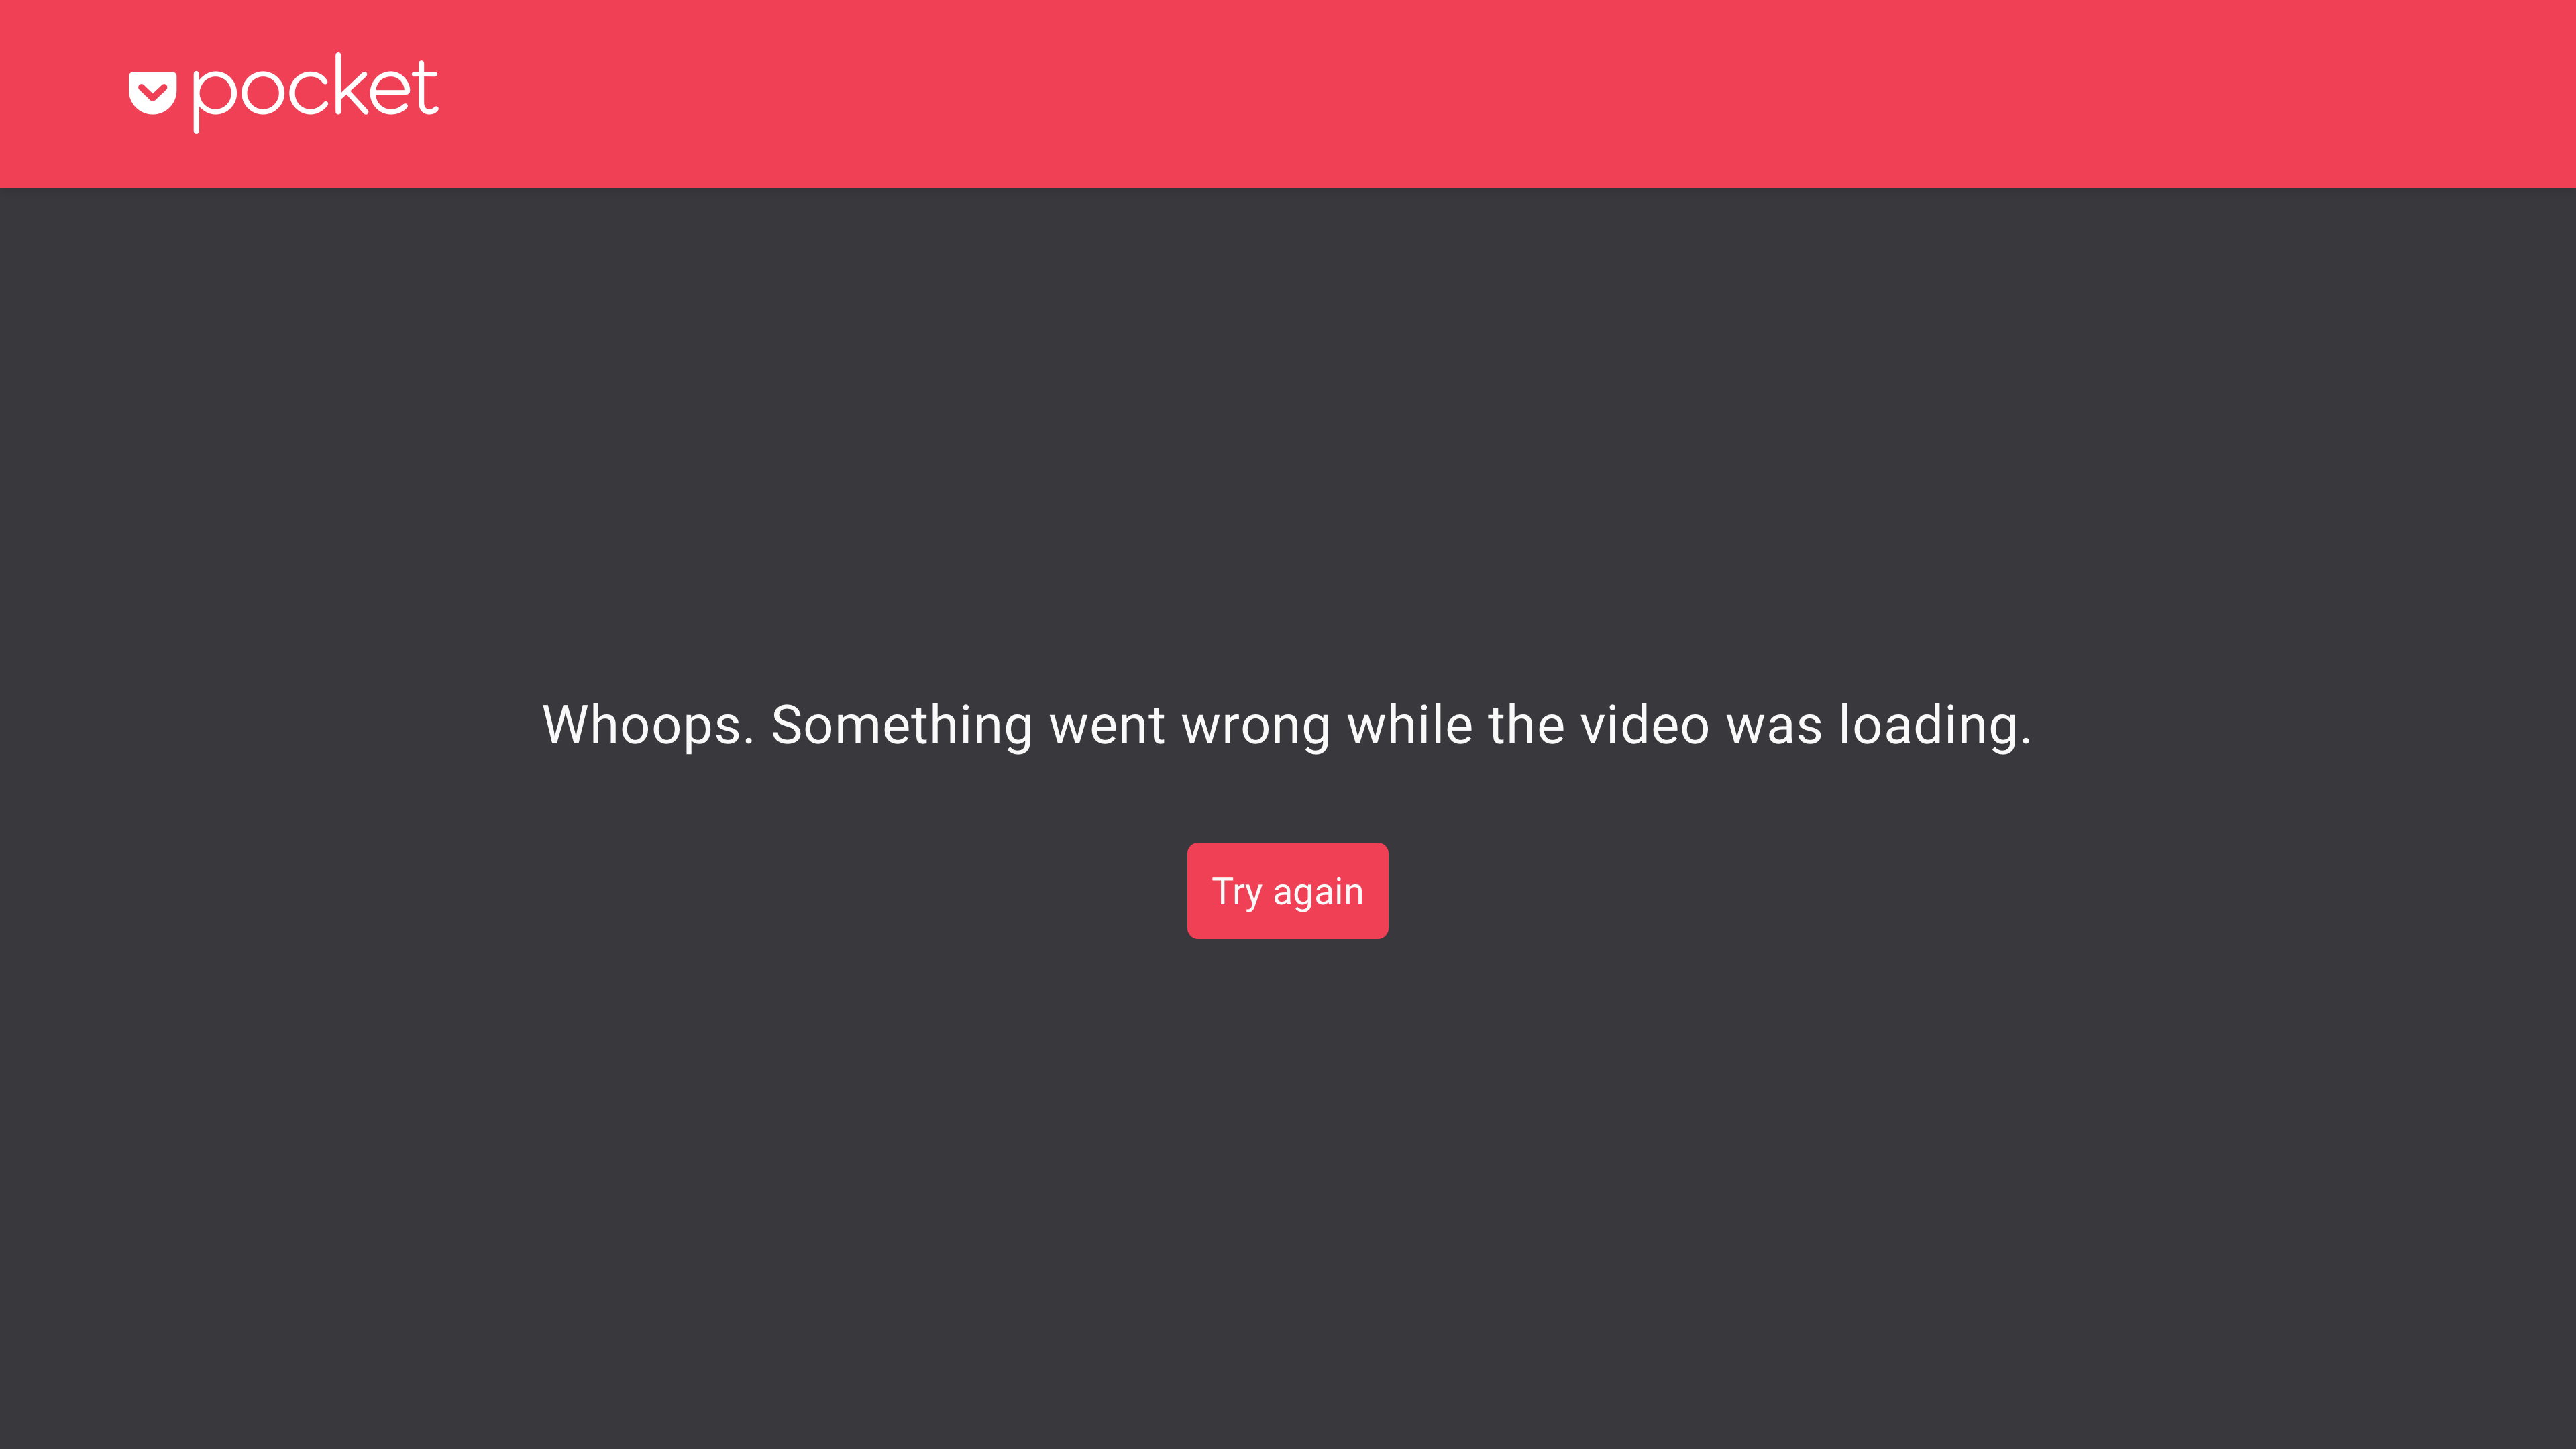 pocket
Whoops. Something went wrong while the video was loading.
Try again